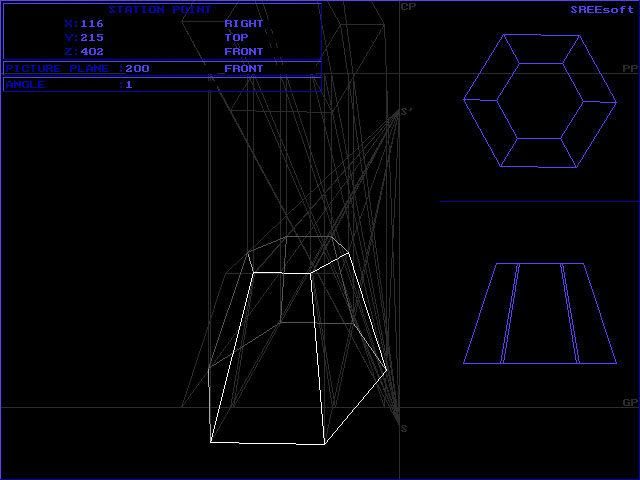 STATION POINT CP SREEsoft
X:116 RIGHT
Y:215 TOP
Z:402 FRONT
PICTURE PLANE :200 FRONT PP
ANGLE :1
S'
GP
S